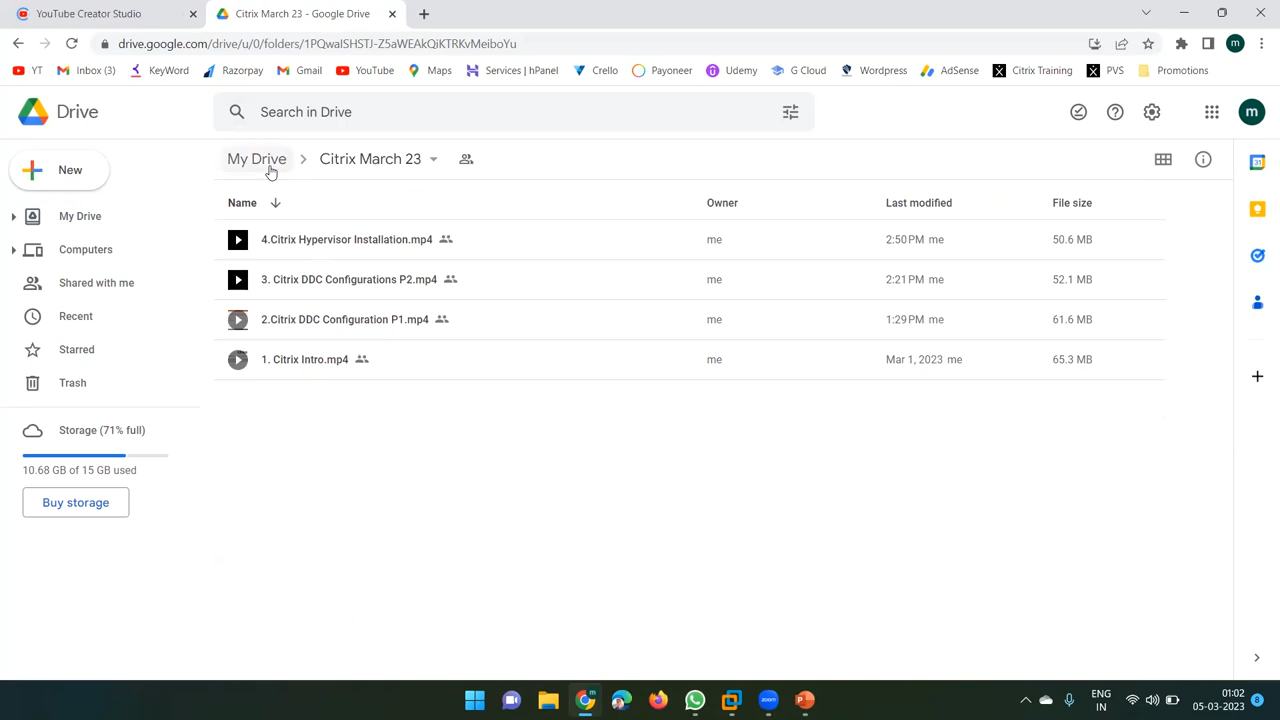 YouTube Creator Studio
Citrix March 23 - Google Drive
drive.google.com/drive/u/0/folders/1PQwaISHSTJ-Z5aWEAkQiKTRKvMeiboYu
m
YT
Inbox (3)
KeyWord
Razorpay
Gmail
YouTube
Maps
Services | hPanel
Crello
Payoneer
Udemy
G Cloud
Wordpress
AdSense
Citrix Training
PVS
Promotions
Drive
Search in Drive
m
New
My Drive
Computers
Shared with me
Recent
Starred
Trash
Storage (71% full)
10.68 GB of 15 GB used
Buy storage
My Drive > Citrix March 23
Name Owner Last modified File size
4.Citrix Hypervisor Installation.mp4 me 2:50 PM me 50.6 MB
3. Citrix DDC Configurations P2.mp4 me 2:21 PM me 52.1 MB
2.Citrix DDC Configuration P1.mp4 me 1:29 PM me 61.6 MB
1. Citrix Intro.mp4 me Mar 1, 2023 me 65.3 MB
31
m
zoom
ENG
IN
01:02
05-03-2023
8